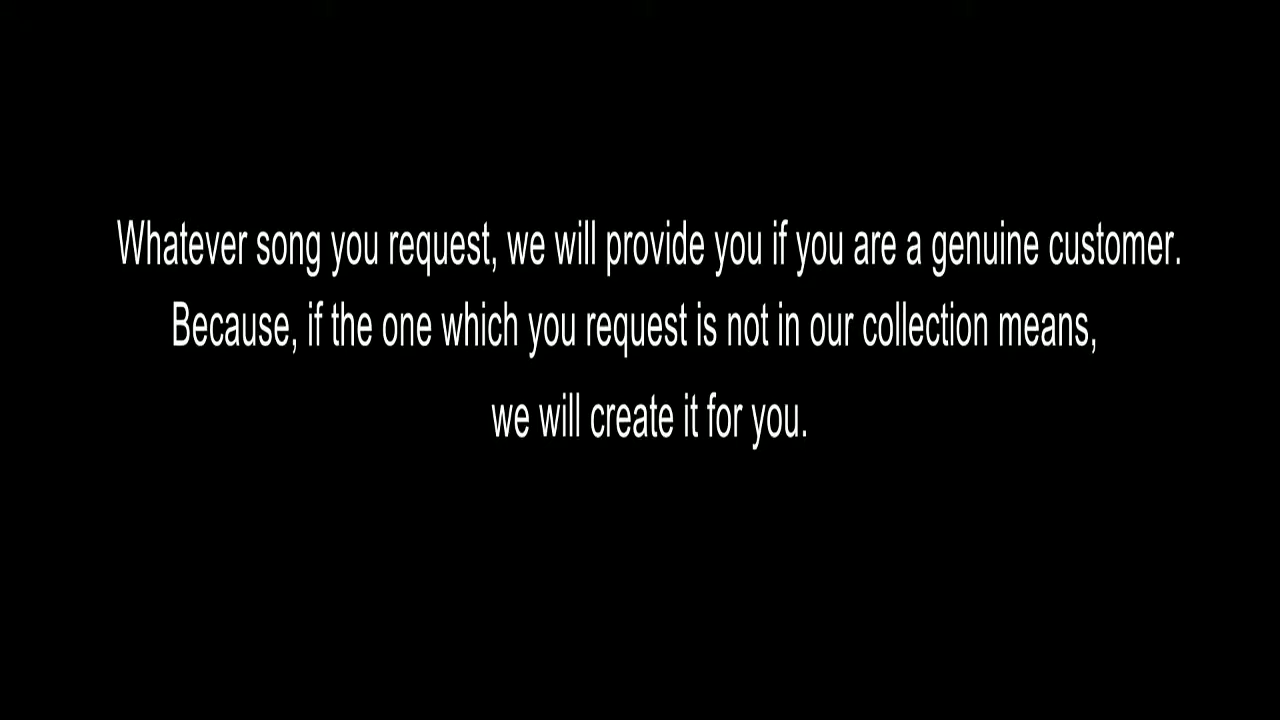 Whatever song you request, we will provide you if you are a genuine customer.
Because, if the one which you request is not in our collection means,
we will create it for you.